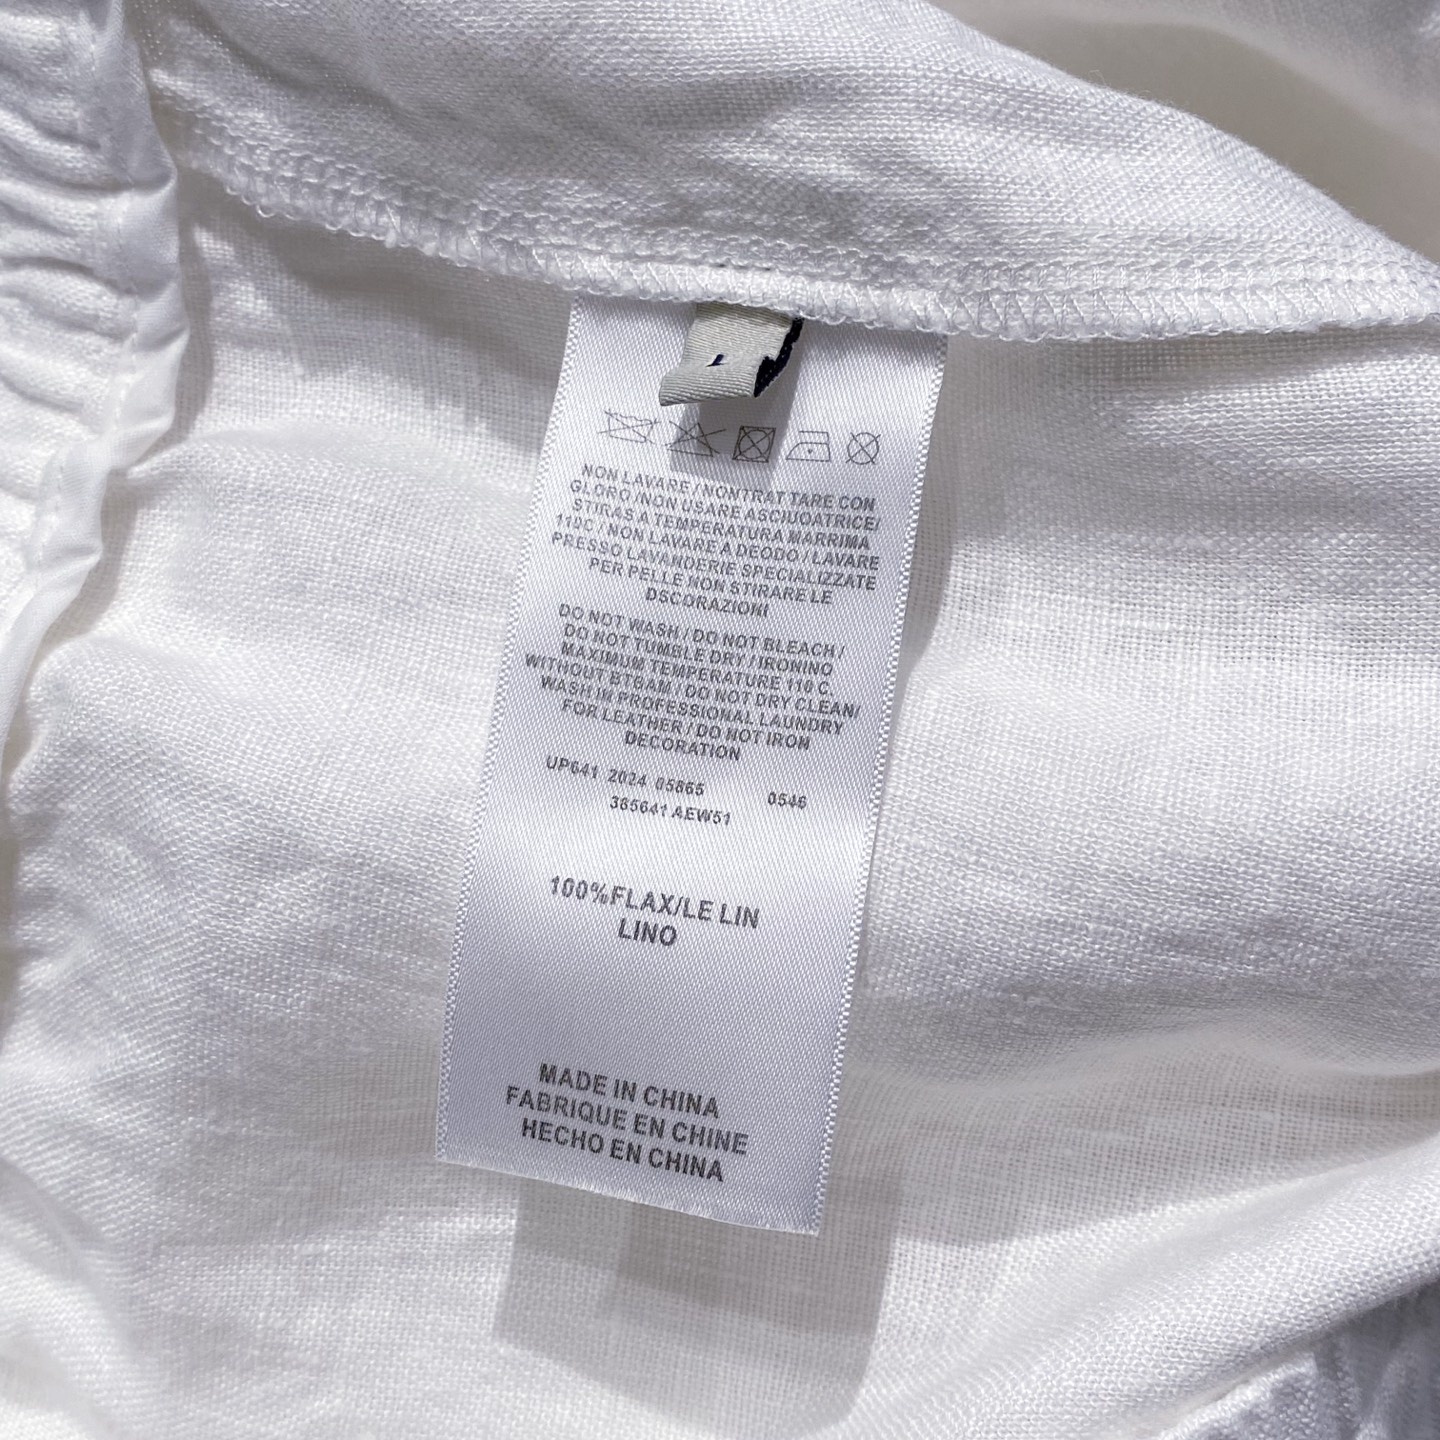 L
NON LAVARE / NONTRAT TARE CON
GLORO /NON USARE ASCIUOATRICE/
STIRAS A TEMPERATURA MARRIMA
110C / NON LAVARE A DEODO / LAVARE
PRESSO LAVANDERIE SPECIALIZZATE
PER PELLE NON STIRARE LE
DSCORAZIONI
DO NOT WASH / DO NOT BLEACH /
DO NOT TUMBLE DRY / IRONINO
MAXIMUM TEMPERATURE 110 C.
WITHOUT BT6AM / DO NOT DRY CLEAN/
WASH IN PROFESSIONAL LAUNDRY
FOR LEATHER / DO NOT IRON
DECORATION
UP641 2024 05865 0546
385641 AEW51
100%FLAX/LE LIN
LINO
MADE IN CHINA
FABRIQUE EN CHINE
HECHO EN CHINA